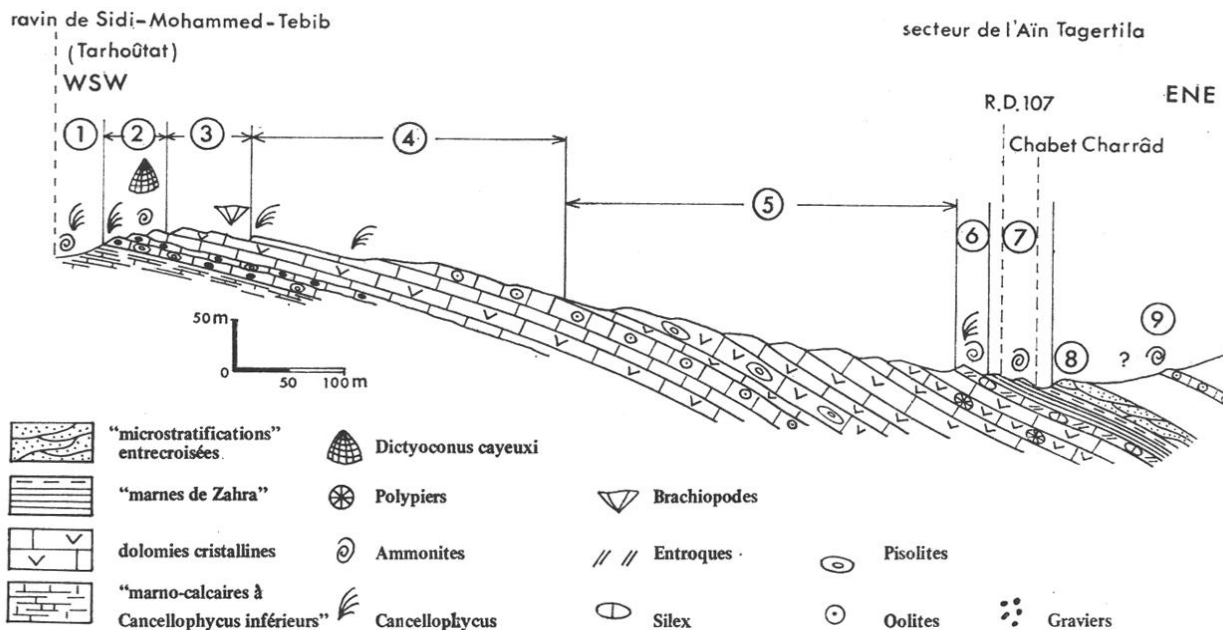 ravin de Sidi-Mohammed-Tebib
(Tarhoûtat)
WSW
secteur de l'Aïn Tagertila
ENE
R.D.107
Chabet Charrâd
1 2 3 4 5 6 7 8 9
?
50m
0 50 100m
"microstratifications"
entrecroisées
Dictyoconus cayeuxi
"marnes de Zahra"
Polypiers
Brachiopodes
dolomies cristallines
Ammonites
Entroques
Pisolites
"marno-calcaires à
Cancellophycus inférieurs"
Cancellophycus
Silex
Oolites
Graviers